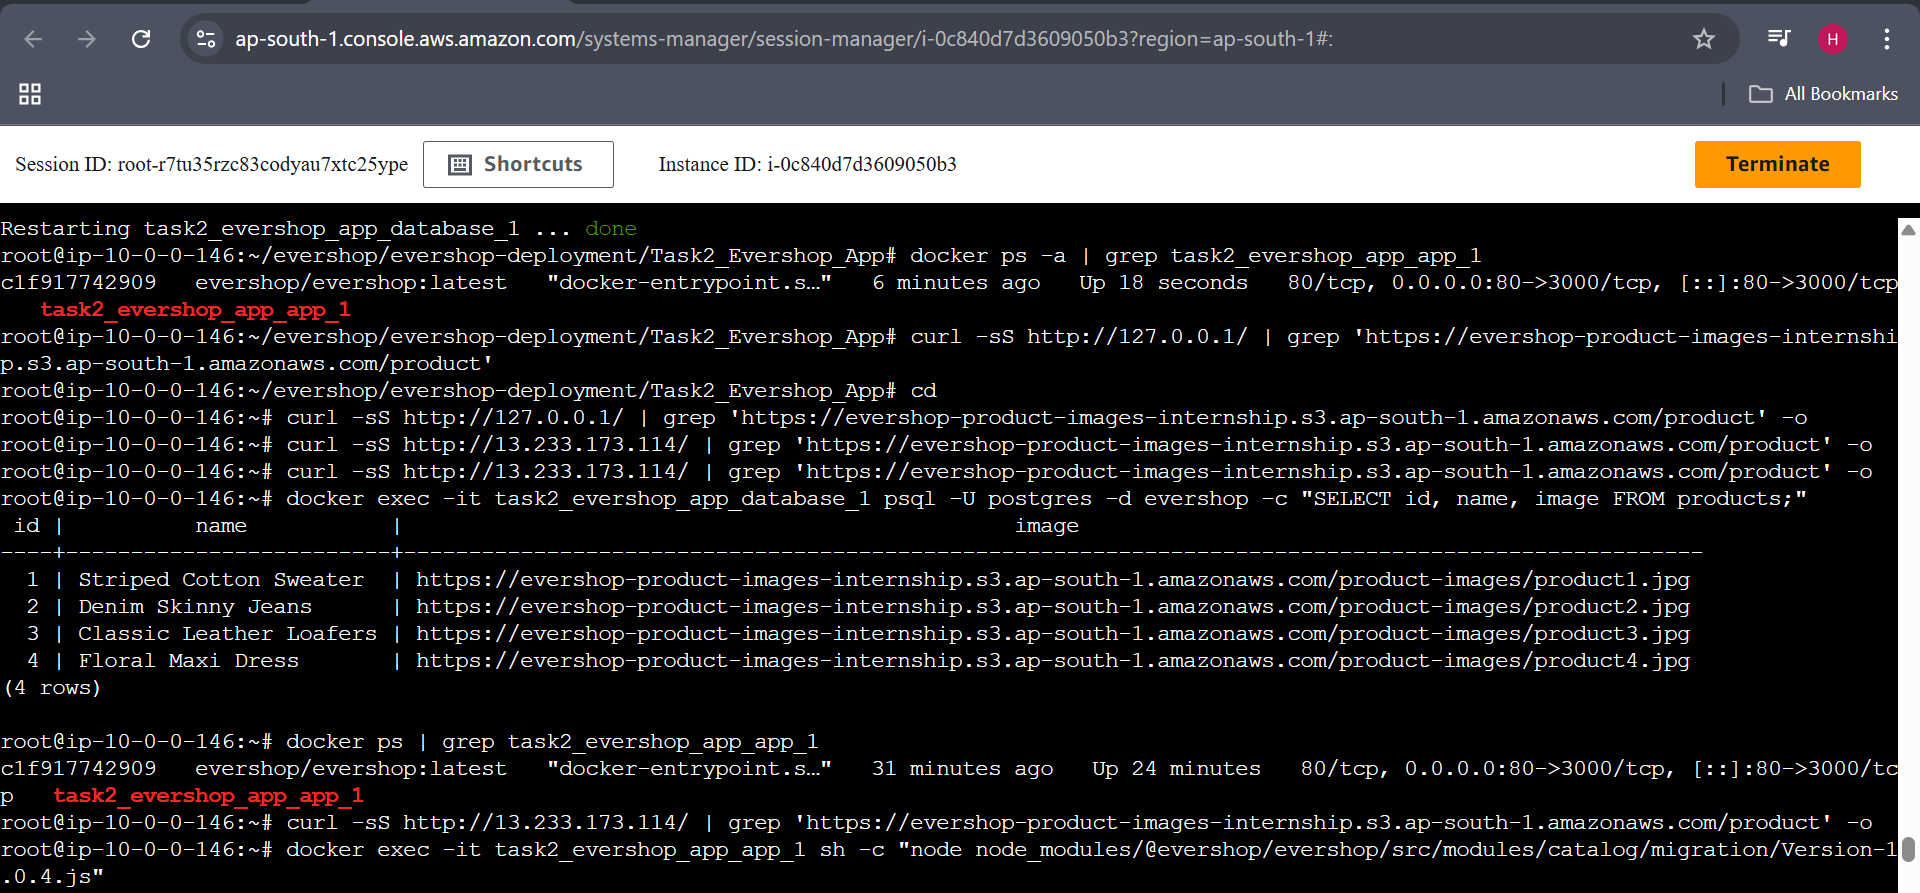 ap-south-1.console.aws.amazon.com/systems-manager/session-manager/i-0c840d7d3609050b3?region=ap-south-1#:
H
All Bookmarks
Session ID: root-r7tu35rzc83codyau7xtc25ype
Shortcuts
Instance ID: i-0c840d7d3609050b3
Terminate
Restarting task2_evershop_app_database_1 ... done
root@ip-10-0-0-146:~/evershop/evershop-deployment/Task2_Evershop_App# docker ps -a | grep task2_evershop_app_app_1
c1f917742909   evershop/evershop:latest   "docker-entrypoint.s…"   6 minutes ago   Up 18 seconds   80/tcp, 0.0.0.0:80->3000/tcp, [::]:80->3000/tcp
task2_evershop_app_app_1
root@ip-10-0-0-146:~/evershop/evershop-deployment/Task2_Evershop_App# curl -sS http://127.0.0.1/ | grep 'https://evershop-product-images-internshi
p.s3.ap-south-1.amazonaws.com/product'
root@ip-10-0-0-146:~/evershop/evershop-deployment/Task2_Evershop_App# cd
root@ip-10-0-0-146:~# curl -sS http://127.0.0.1/ | grep 'https://evershop-product-images-internship.s3.ap-south-1.amazonaws.com/product' -o
root@ip-10-0-0-146:~# curl -sS http://13.233.173.114/ | grep 'https://evershop-product-images-internship.s3.ap-south-1.amazonaws.com/product' -o
root@ip-10-0-0-146:~# curl -sS http://13.233.173.114/ | grep 'https://evershop-product-images-internship.s3.ap-south-1.amazonaws.com/product' -o
root@ip-10-0-0-146:~# docker exec -it task2_evershop_app_database_1 psql -U postgres -d evershop -c "SELECT id, name, image FROM products;"
id | name | image
----+-------------------------+----------------------------------------------------------------------------------------------------
1 | Striped Cotton Sweater | https://evershop-product-images-internship.s3.ap-south-1.amazonaws.com/product-images/product1.jpg
2 | Denim Skinny Jeans | https://evershop-product-images-internship.s3.ap-south-1.amazonaws.com/product-images/product2.jpg
3 | Classic Leather Loafers | https://evershop-product-images-internship.s3.ap-south-1.amazonaws.com/product-images/product3.jpg
4 | Floral Maxi Dress | https://evershop-product-images-internship.s3.ap-south-1.amazonaws.com/product-images/product4.jpg
(4 rows)
root@ip-10-0-0-146:~# docker ps | grep task2_evershop_app_app_1
c1f917742909   evershop/evershop:latest   "docker-entrypoint.s…"   31 minutes ago   Up 24 minutes   80/tcp, 0.0.0.0:80->3000/tcp, [::]:80->3000/tc
p   task2_evershop_app_app_1
root@ip-10-0-0-146:~# curl -sS http://13.233.173.114/ | grep 'https://evershop-product-images-internship.s3.ap-south-1.amazonaws.com/product' -o
root@ip-10-0-0-146:~# docker exec -it task2_evershop_app_app_1 sh -c "node node_modules/@evershop/evershop/src/modules/catalog/migration/Version-1
.0.4.js"